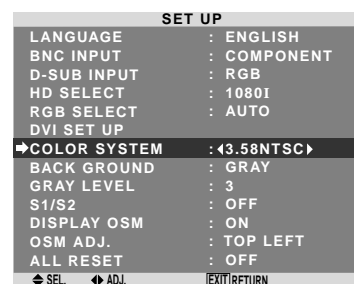 SET UP
LANGUAGE : ENGLISH
BNC INPUT : COMPONENT
D-SUB INPUT : RGB
HD SELECT : 1080I
RGB SELECT : AUTO
DVI SET UP
➡COLOR SYSTEM :◀3.58NTSC▶
BACK GROUND : GRAY
GRAY LEVEL : 3
S1/S2 : OFF
DISPLAY OSM : ON
OSM ADJ. : TOP LEFT
ALL RESET : OFF
SEL. ADJ. EXIT RETURN